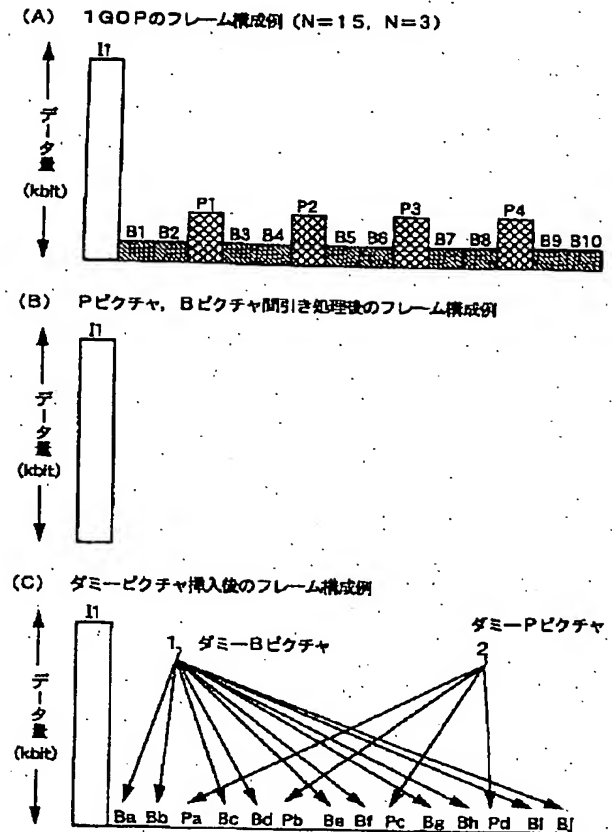 (A) 1GOPのフレーム構成例 (N=15, N=3)
I1
データ量
(kbit)
B1 B2 P1 B3 B4 P2 B5 B6 P3 B7 B8 P4 B9 B10
(B) Pピクチャ, Bピクチャ間引き処理後のフレーム構成例
I1
データ量
(kbit)
(C) ダミーピクチャ挿入後のフレーム構成例
I1
データ量
(kbit)
1 ダミーBピクチャ
ダミーPピクチャ
2
Ba Bb Pa Bc Bd Pb Be Bf Pc Bg Bh Pd Bi Bj